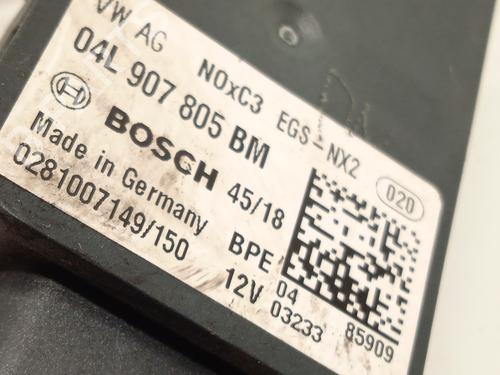 VW AG NOxC3 EGS-NX2 020
04L 907 805 BM
BOSCH 45/18
Made in Germany BPE 04 85909
0281007149/150 12V 03233